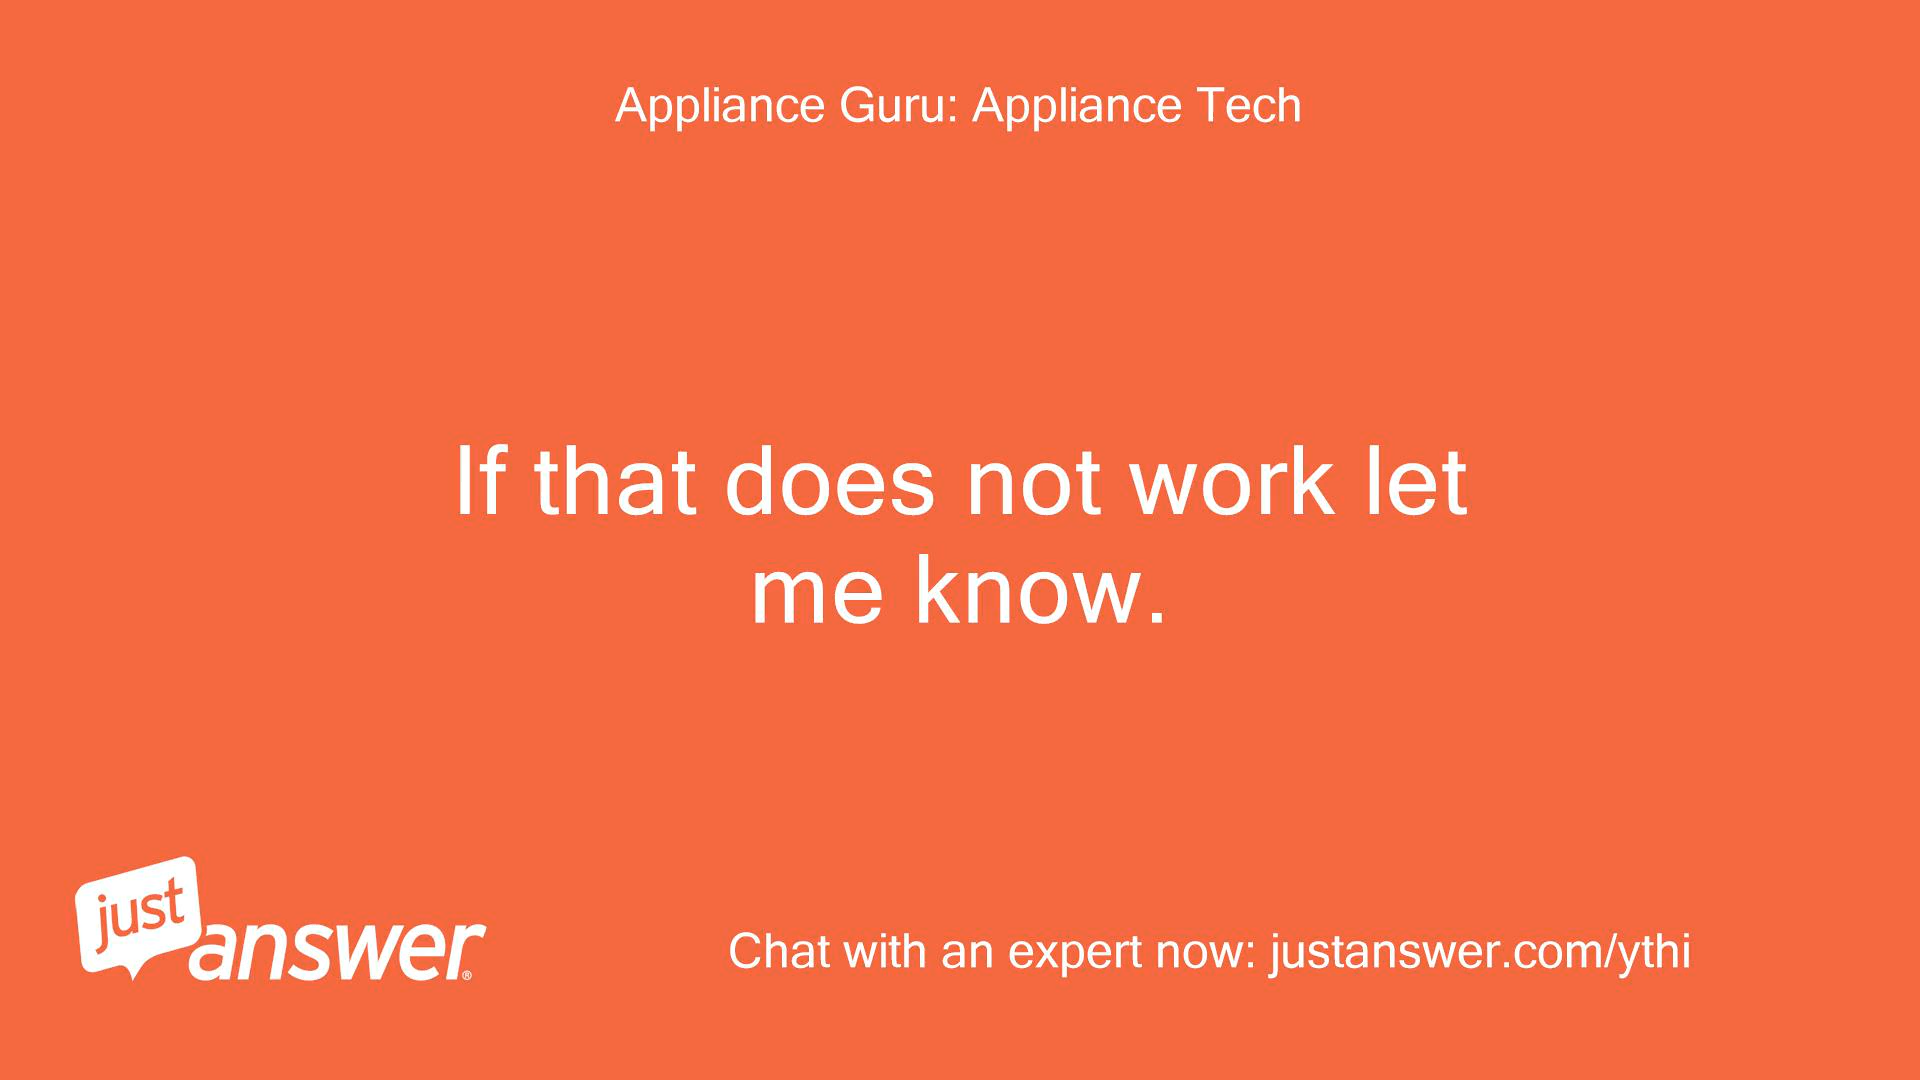 Appliance Guru: Appliance Tech
If that does not work let
me know.
just
answer®
Chat with an expert now: justanswer.com/ythi